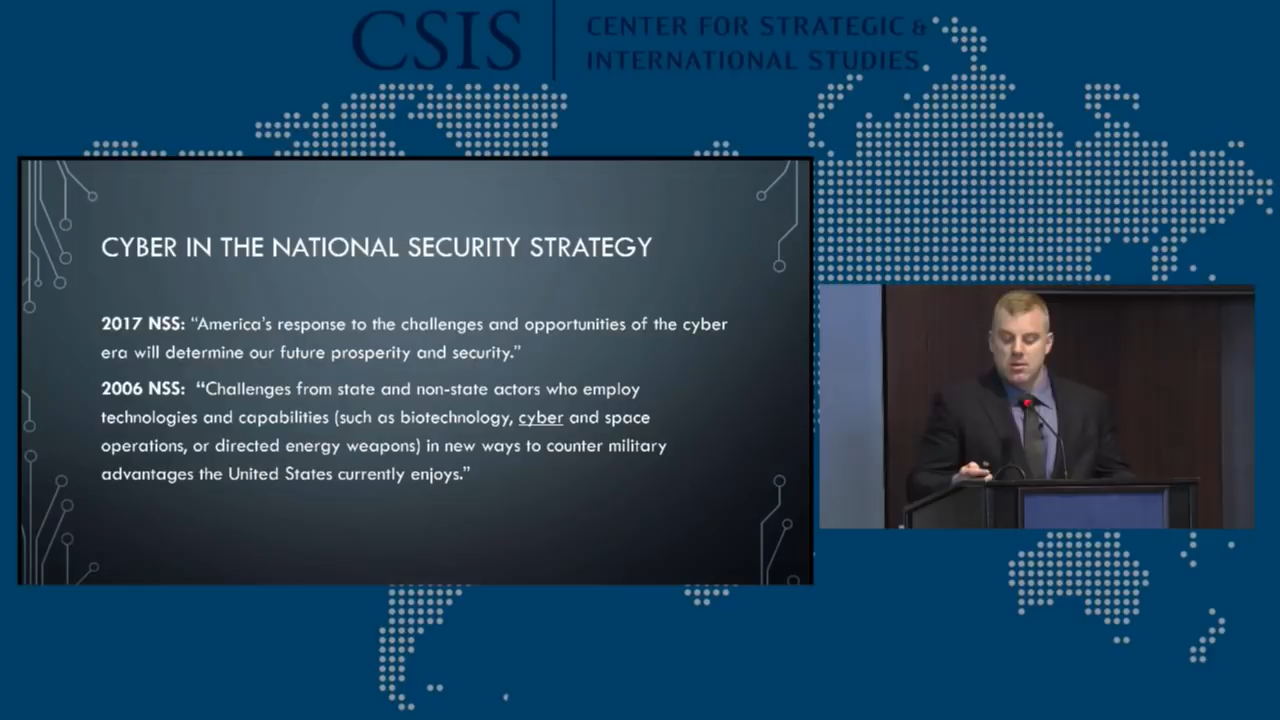 CSIS
CENTER FOR STRATEGIC &
INTERNATIONAL STUDIES
CYBER IN THE NATIONAL SECURITY STRATEGY
2017 NSS: “America’s response to the challenges and opportunities of the cyber
era will determine our future prosperity and security.”
2006 NSS: “Challenges from state and non-state actors who employ
technologies and capabilities (such as biotechnology, cyber and space
operations, or directed energy weapons) in new ways to counter military
advantages the United States currently enjoys.”